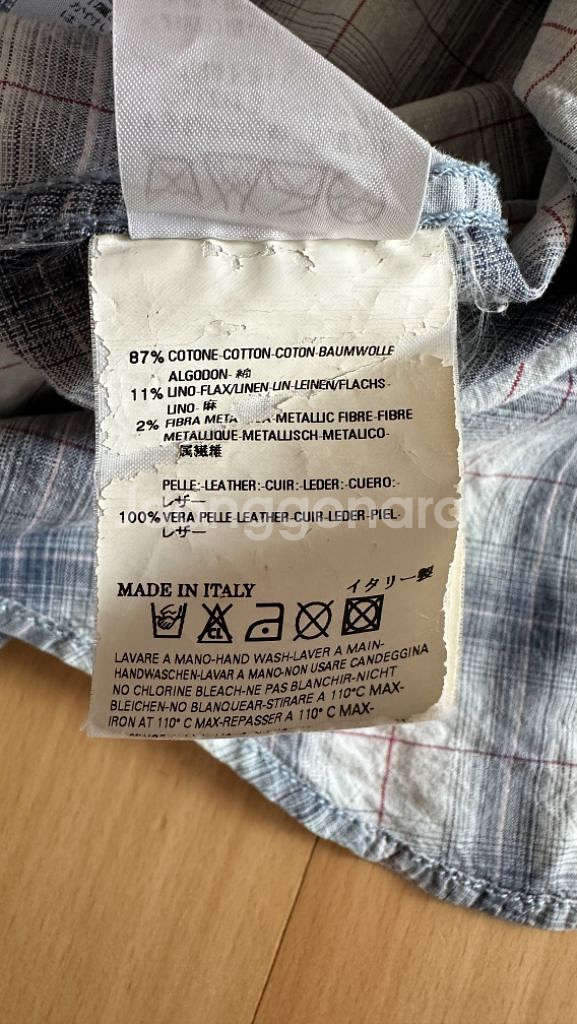 87% COTONE-COTTON-COTON-BAUMWOLLE
ALGODON- 綿
11% LINO-FLAX/LINEN-LIN-LEINEN/FLACHS-
LINO- 麻
2% FIBRA META -METALLIC FIBRE-FIBRE
METALLIQUE-METALLISCH-METALICO-
属繊維
PELLE:-LEATHER:-CUIR:-LEDER:-CUERO:-
レザー
100% VERA PELLE-LEATHER-CUIR-LEDER-PIEL-
レザー
MADE IN ITALY イタリー製
CL
LAVARE A MANO-HAND WASH-LAVER A MAIN-
HANDWASCHEN-LAVAR A MANO-NON USARE CANDEGGINA
NO CHLORINE BLEACH-NE PAS BLANCHIR-NICHT
BLEICHEN-NO BLANQUEAR-STIRARE A 110°C MAX-
IRON AT 110° C MAX-REPASSER A 110° C MAX-